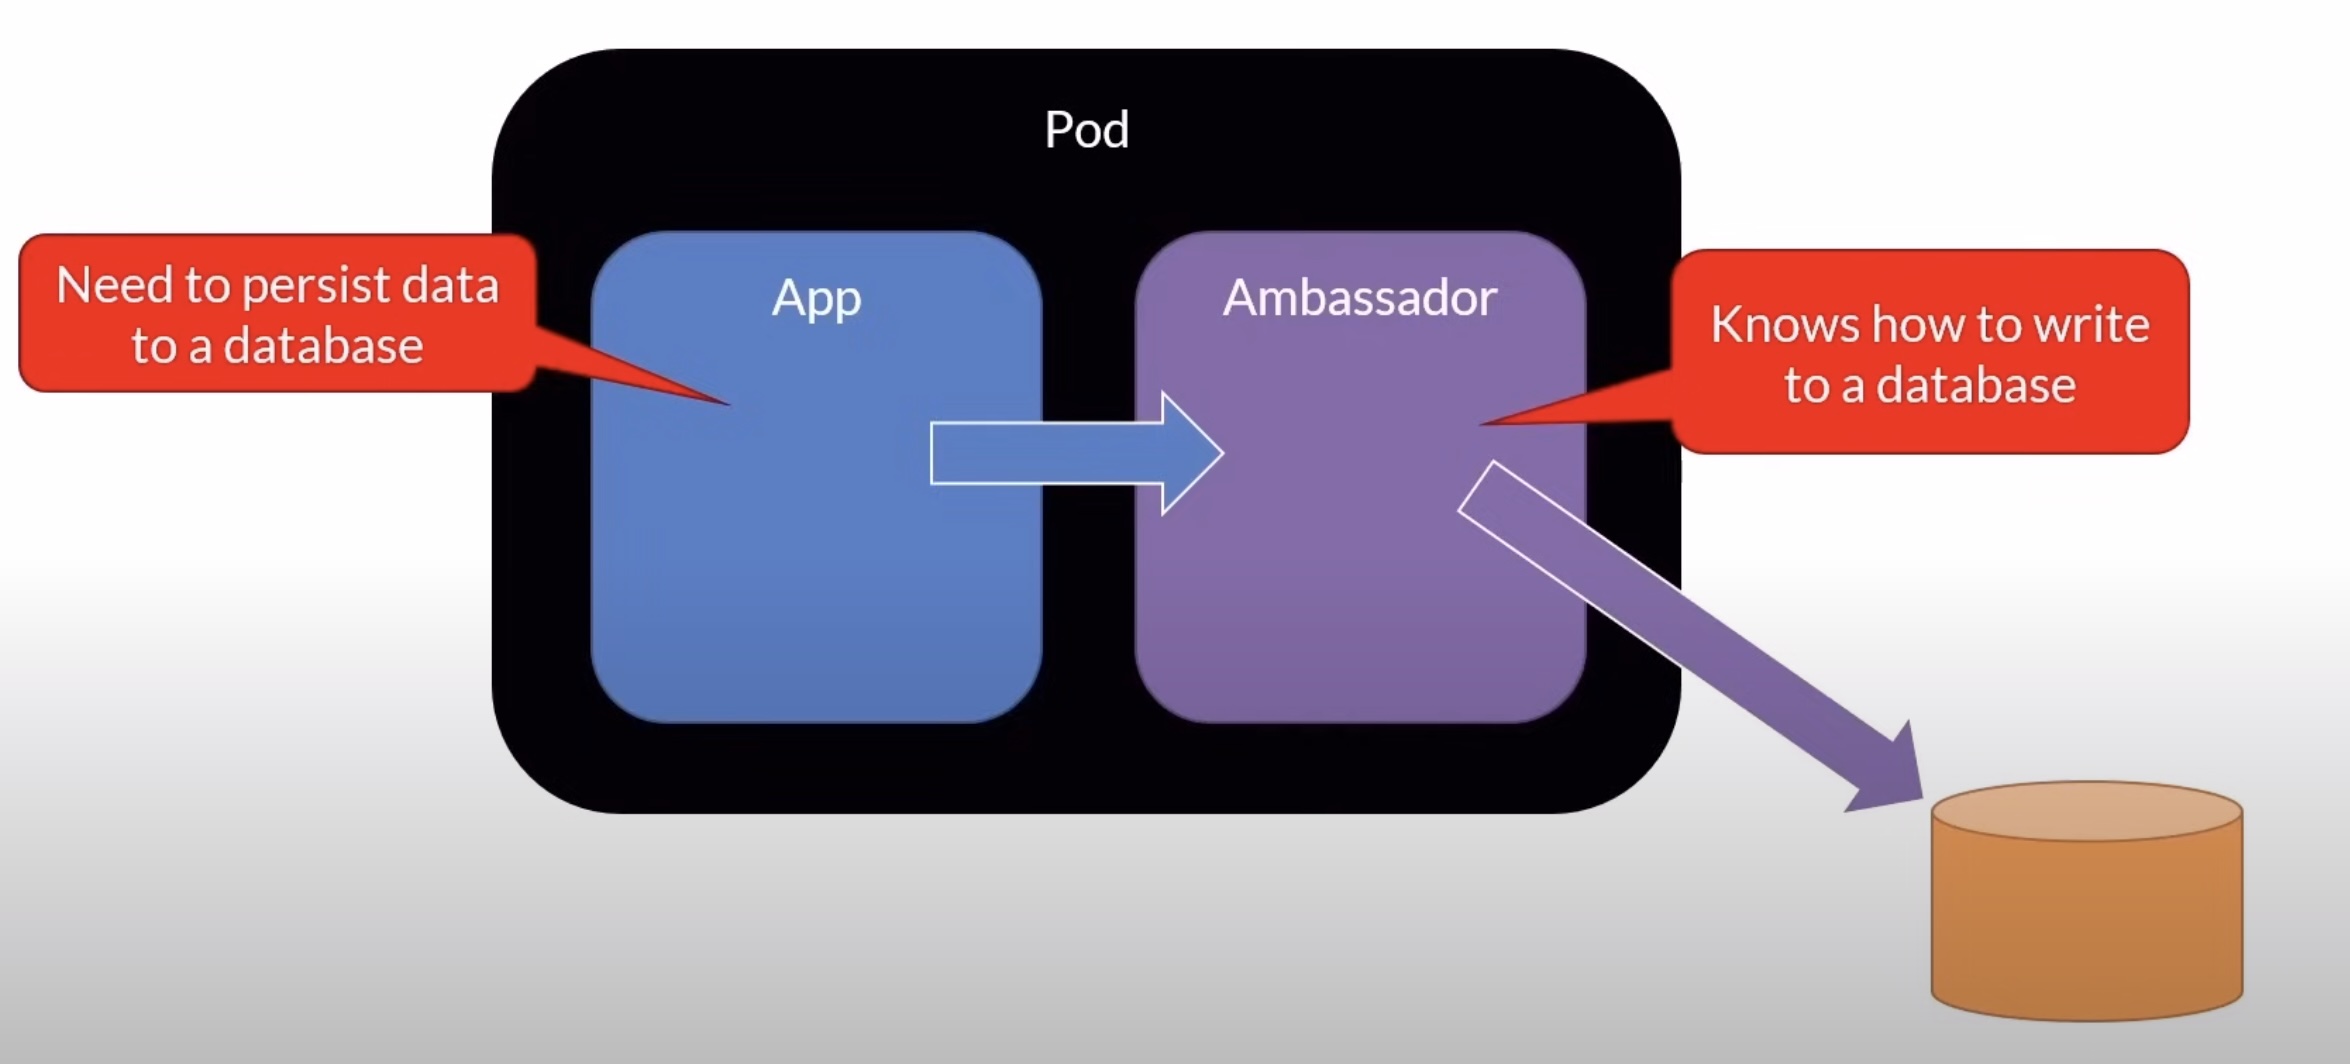 Pod
Need to persist data
to a database
App
Ambassador
Knows how to write
to a database